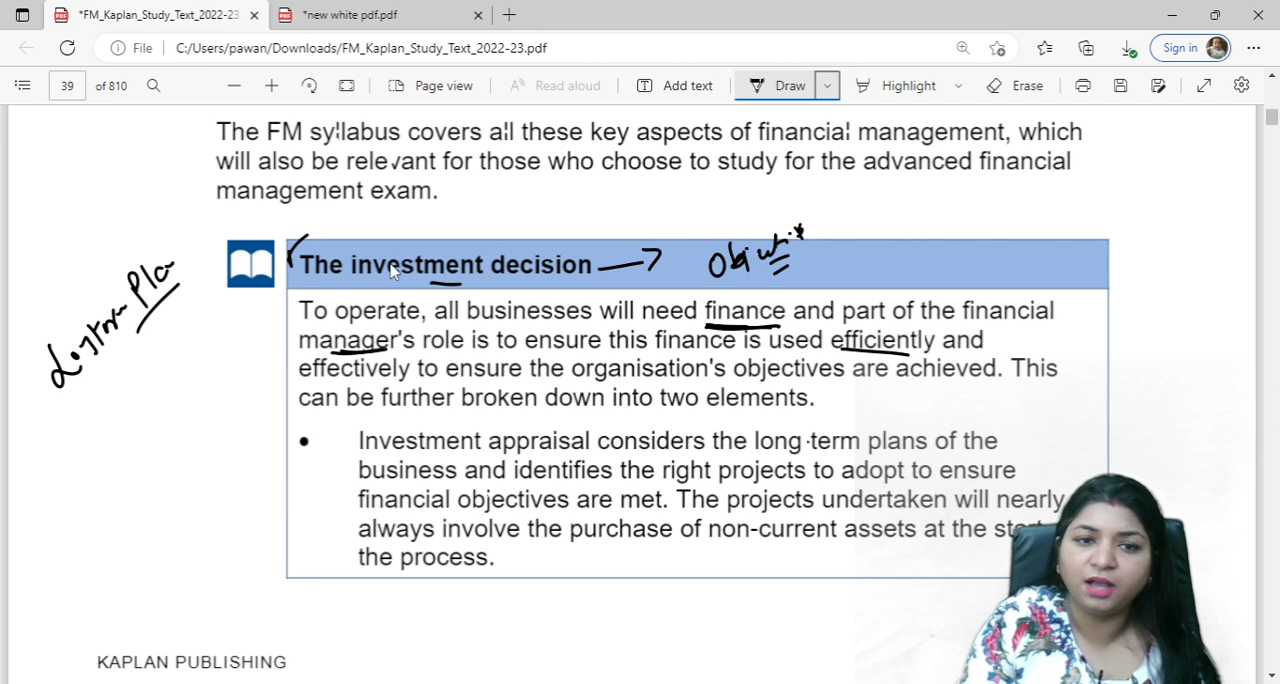 *FM_Kaplan_Study_Text_2022-23
*new white pdf.pdf
File C:/Users/pawan/Downloads/FM_Kaplan_Study_Text_2022-23.pdf Sign in
39 of 810 Page view Read aloud Add text Draw Highlight Erase
The FM syllabus covers all these key aspects of financial management, which
will also be relevant for those who choose to study for the advanced financial
management exam.
The investment decision
To operate, all businesses will need finance and part of the financial
manager's role is to ensure this finance is used efficiently and
effectively to ensure the organisation's objectives are achieved. This
can be further broken down into two elements.
• Investment appraisal considers the long-term plans of the
business and identifies the right projects to adopt to ensure
financial objectives are met. The projects undertaken will nearly
always involve the purchase of non-current assets at the
the process.
Plan
KAPLAN PUBLISHING